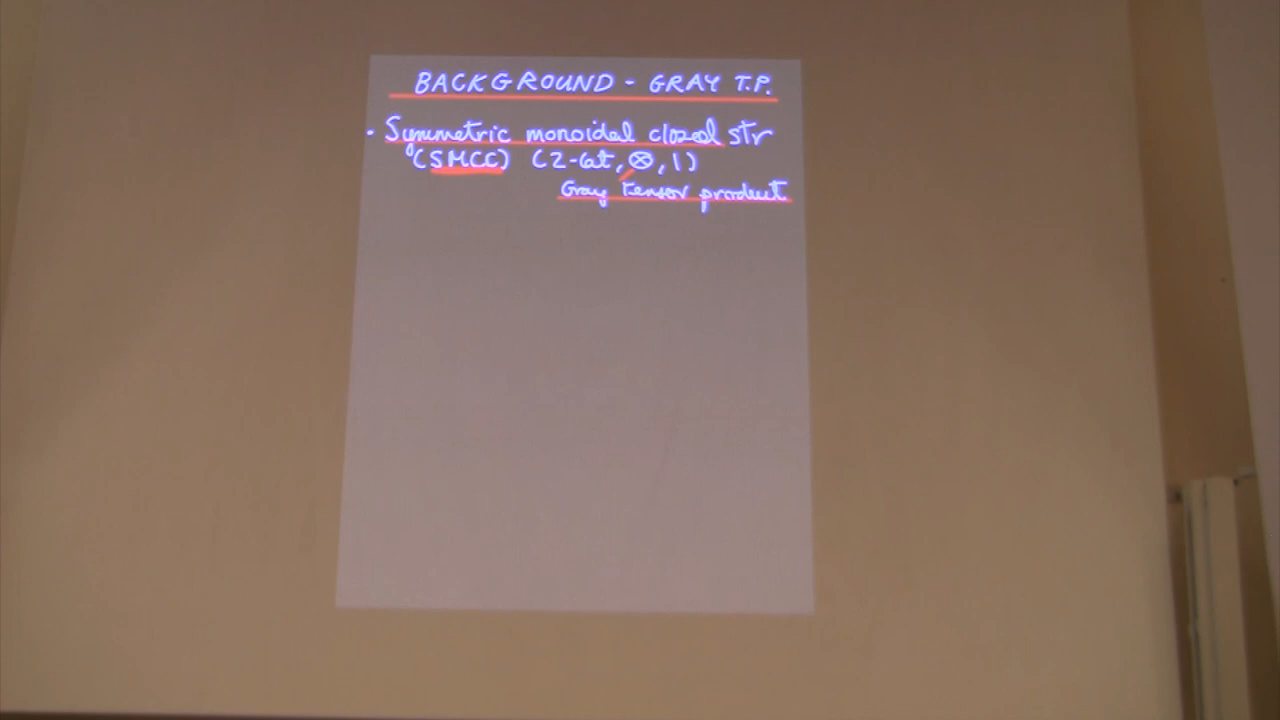 BACKGROUND - GRAY T.P.
• Symmetric monoidal closed str
(SMCC) (2-Cat, ⊗, 1)
Gray tensor product